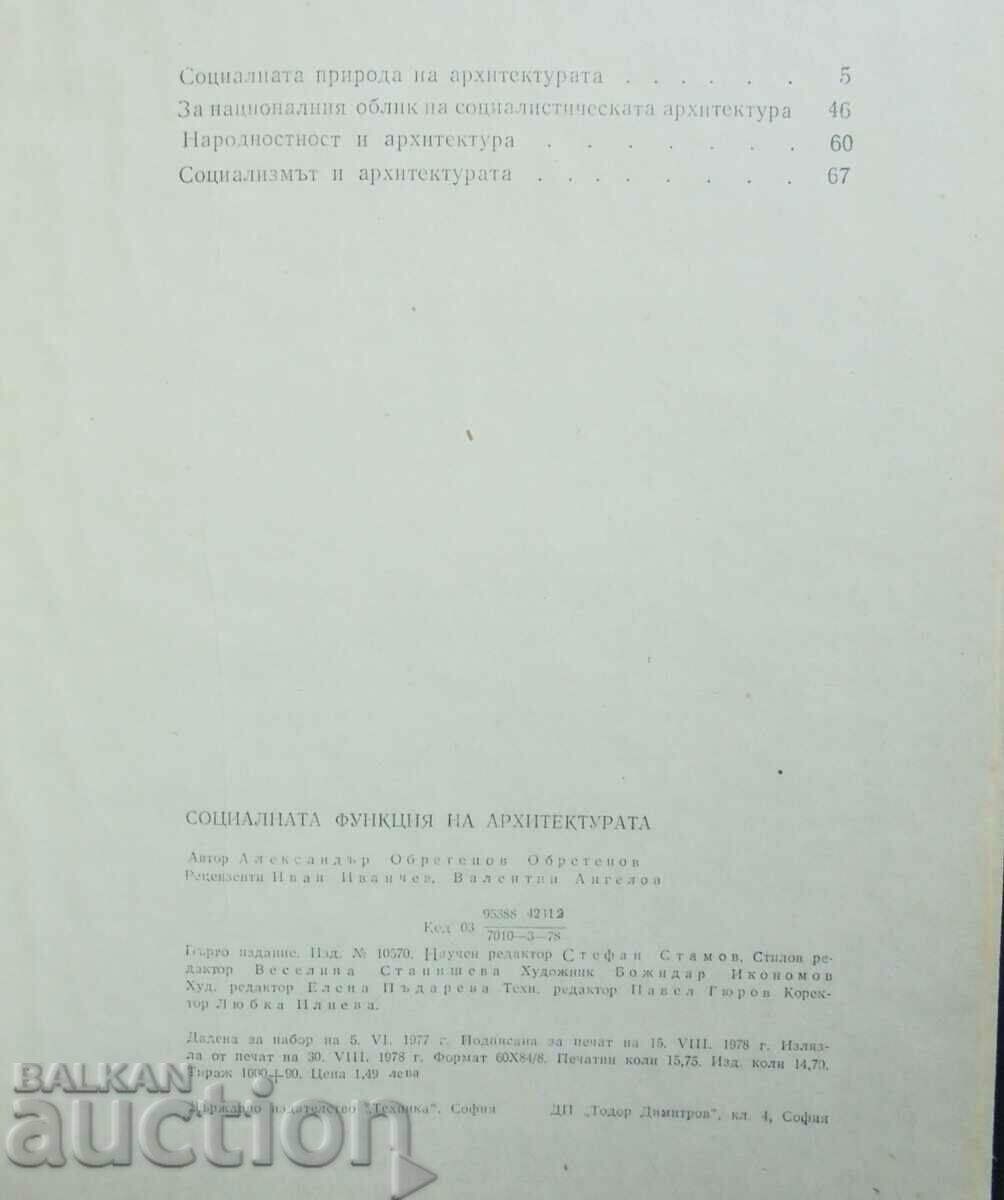 Социалната природа на архитектурата . . . . . . 5
За националния облик на социалистическата архитектура 46
Народностност и архитектура . . . . . . . 60
Социализмът и архитектурата . . . . . . . . 67
СОЦИАЛНАТА ФУНКЦИЯ НА АРХИТЕКТУРАТА
Автор Александър Обретенов Обретенов
Рецензенти Иван Иванчев, Валентин Ангелов
95388 42312
Код 03
7010—3—78
Първо издание. Изд. № 10570. Научен редактор Стефан Стамов. Стилов ре-
дактор Веселина Станишева Художник Божидар Икономов
Худ. редактор Елена Пъдарева Техн. редактор Павел Гюров Корек-
тор Любка Илиева.
Дадена за набор на 5. VI. 1977 г. Подписана за печат на 15. VIII. 1978 г. Изляз-
ла от печат на 30. VIII. 1978 г. Формат 60X84/8. Печатни коли 15,75. Изд. коли 14,70.
Тираж 1000+90. Цена 1,49 лева
Държавно издателство "Техника", София ДП „Тодор Димитров", кл. 4, София
BALKAN
auction